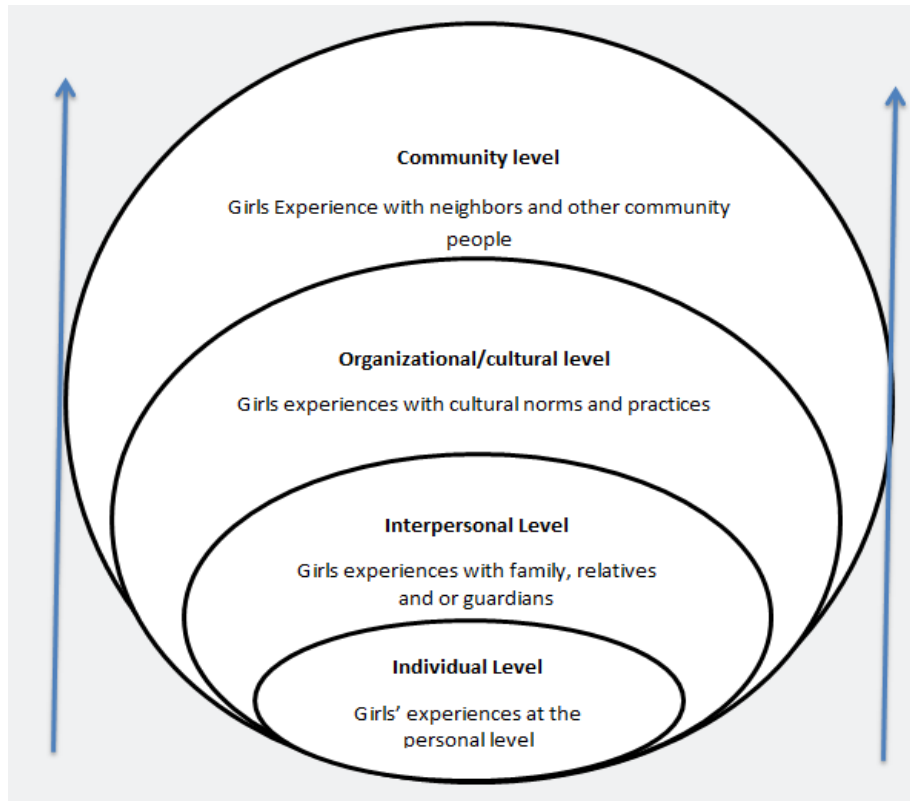 Community level
Girls Experience with neighbors and other community
people
Organizational/cultural level
Girls experiences with cultural norms and practices
Interpersonal Level
Girls experiences with family, relatives
and or guardians
Individual Level
Girls’ experiences at the
personal level